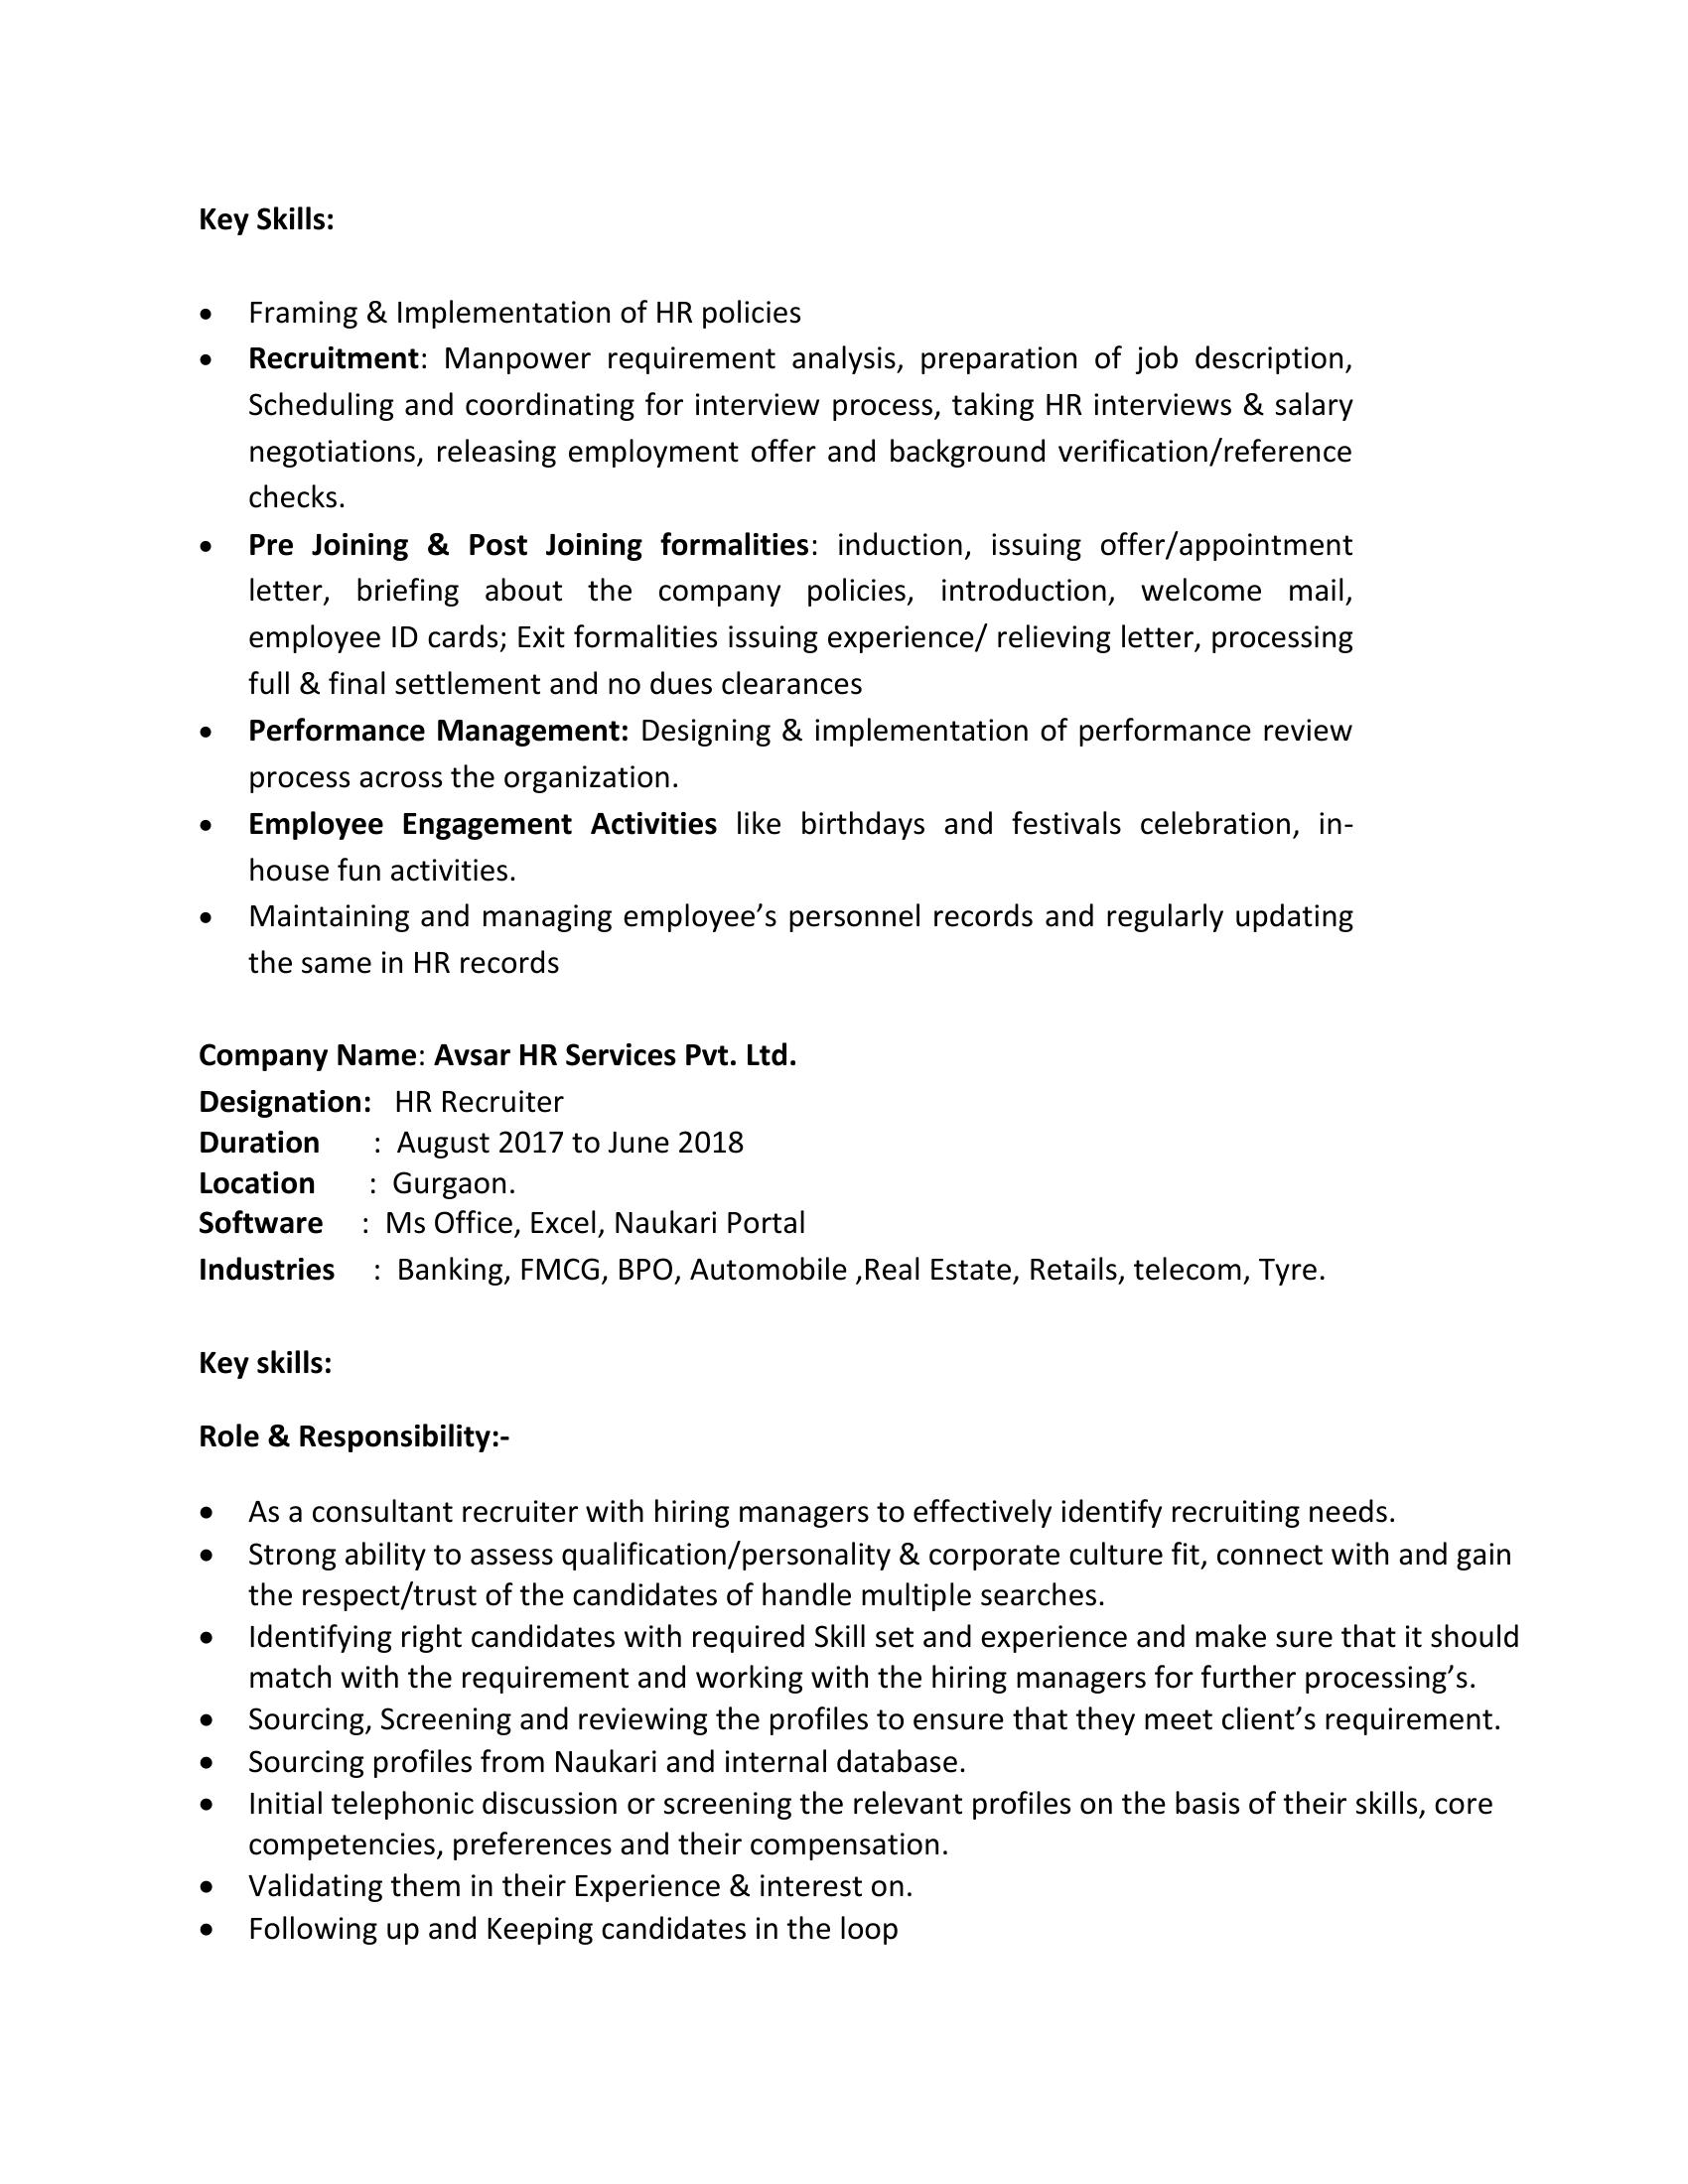 Key Skills:
• Framing & Implementation of HR policies
• Recruitment: Manpower requirement analysis, preparation of job description,
Scheduling and coordinating for interview process, taking HR interviews & salary
negotiations, releasing employment offer and background verification/reference
checks.
• Pre Joining & Post Joining formalities: induction, issuing offer/appointment
letter, briefing about the company policies, introduction, welcome mail,
employee ID cards; Exit formalities issuing experience/ relieving letter, processing
full & final settlement and no dues clearances
• Performance Management: Designing & implementation of performance review
process across the organization.
• Employee Engagement Activities like birthdays and festivals celebration, in-
house fun activities.
• Maintaining and managing employee’s personnel records and regularly updating
the same in HR records
Company Name: Avsar HR Services Pvt. Ltd.
Designation: HR Recruiter
Duration : August 2017 to June 2018
Location : Gurgaon.
Software : Ms Office, Excel, Naukari Portal
Industries : Banking, FMCG, BPO, Automobile ,Real Estate, Retails, telecom, Tyre.
Key skills:
Role & Responsibility:-
• As a consultant recruiter with hiring managers to effectively identify recruiting needs.
• Strong ability to assess qualification/personality & corporate culture fit, connect with and gain
the respect/trust of the candidates of handle multiple searches.
• Identifying right candidates with required Skill set and experience and make sure that it should
match with the requirement and working with the hiring managers for further processing’s.
• Sourcing, Screening and reviewing the profiles to ensure that they meet client’s requirement.
• Sourcing profiles from Naukari and internal database.
• Initial telephonic discussion or screening the relevant profiles on the basis of their skills, core
competencies, preferences and their compensation.
• Validating them in their Experience & interest on.
• Following up and Keeping candidates in the loop